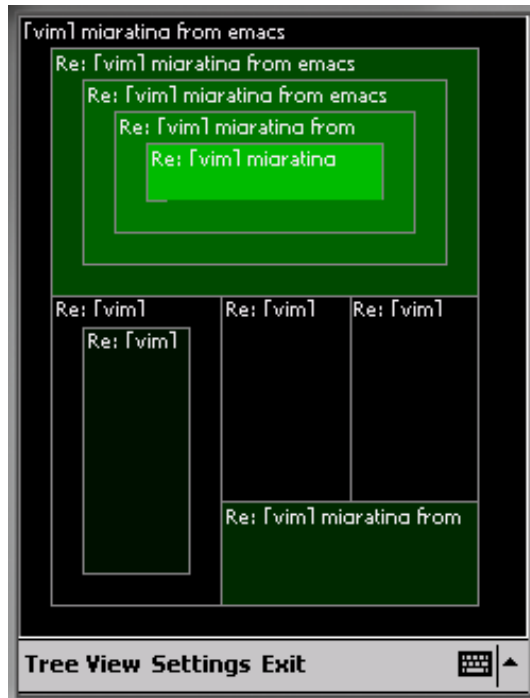 [vim] migrating from emacs
Re: [vim] migrating from emacs
Re: [vim] migrating from emacs
Re: [vim] migrating from
Re: [vim] migrating
Re: [vim] Re: [vim] Re: [vim]
Re: [vim]
Re: [vim] migrating from
Tree View Settings Exit